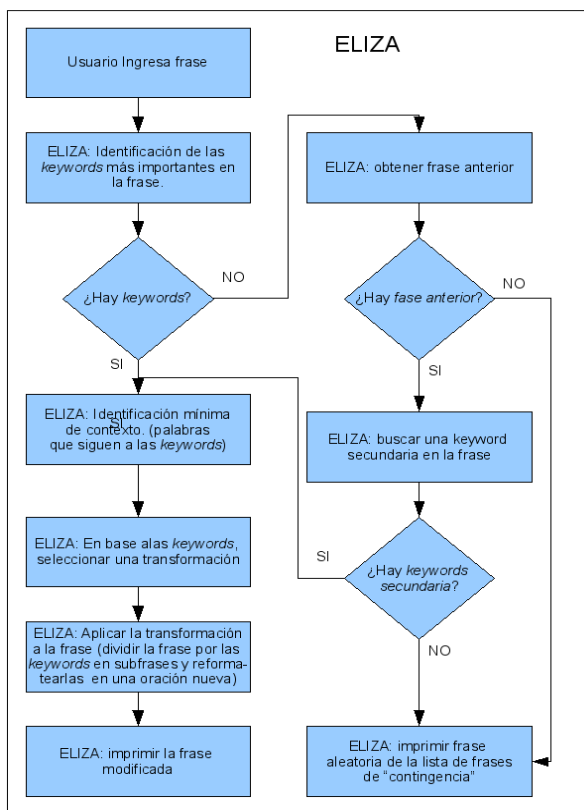 ELIZA
Usuario Ingresa frase
ELIZA: Identificación de las
keywords más importantes en
la frase.
ELIZA: obtener frase anterior
¿Hay keywords?
NO
¿Hay fase anterior?
NO
SI
SI
ELIZA: Identificación mínima
de contexto. (palabras
que siguen a las keywords)
SI
ELIZA: buscar una keyword
secundaria en la frase
ELIZA: En base alas keywords,
seleccionar una transformación
SI
¿Hay keywords
secundaria?
NO
ELIZA: Aplicar la transformación
a la frase (dividir la frase por las
keywords en subfrases y reforma-
tearlas en una oración nueva)
ELIZA: imprimir la frase
modificada
ELIZA: imprimir frase
aleatoria de la lista de frases
de “contingencia”